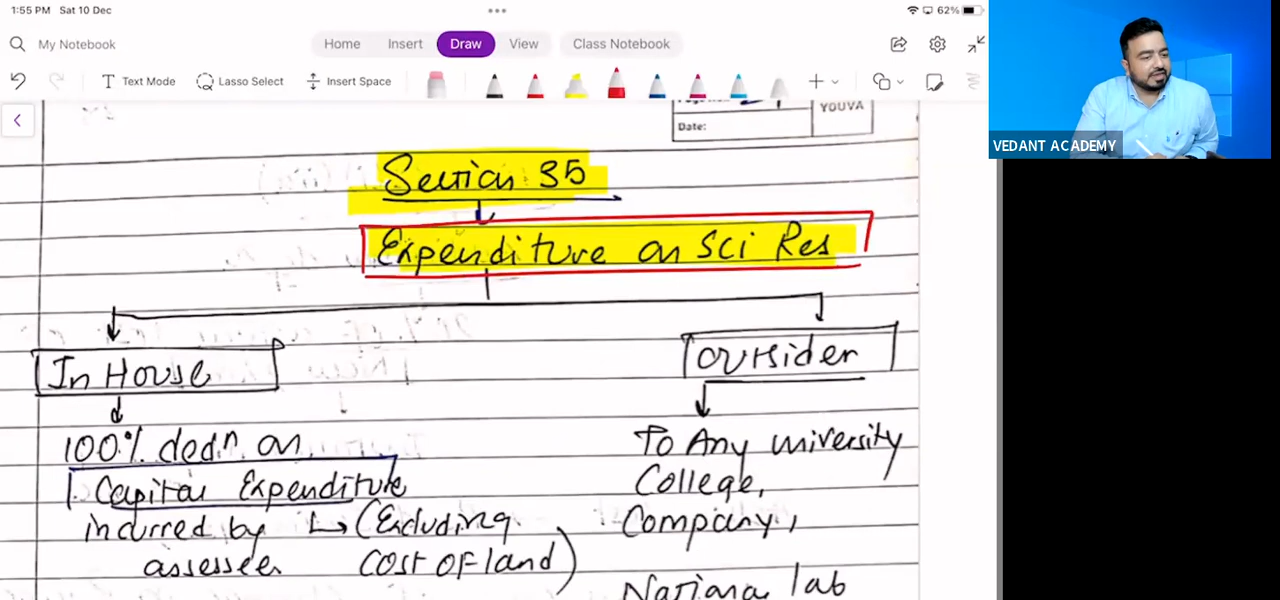 1:55 PM Sat 10 Dec
62%
My Notebook
Home Insert Draw View Class Notebook
Text Mode Lasso Select Insert Space
VEDANT ACADEMY
YOUVA
Date:
Section 35
Expenditure on Sci Res
In House
Outsider
100% dedn on
1. Capital Expenditure
incurred by (Excluding
assessee cost of land)
To Any university
College,
Company,
National lab